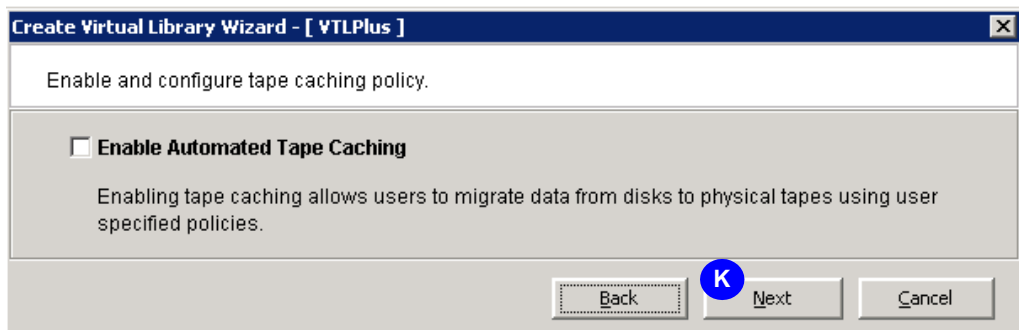 Create Virtual Library Wizard - [ VTLPlus ]
Enable and configure tape caching policy.
Enable Automated Tape Caching
Enabling tape caching allows users to migrate data from disks to physical tapes using user
specified policies.
Back K Next Cancel